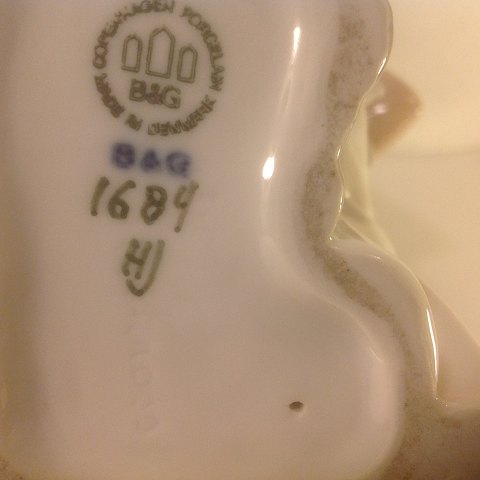 COPENHAGEN PORCELAIN
MADE IN DENMARK
B&G
B&G
1684
HJ